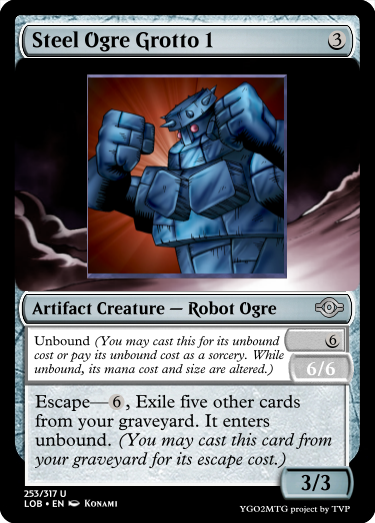 Steel Ogre Grotto 1 3
Artifact Creature — Robot Ogre
Unbound (You may cast this for its unbound
cost or pay its unbound cost as a sorcery. While
unbound, its mana cost and size are altered.)
6
6/6
Escape—6, Exile five other cards
from your graveyard. It enters
unbound. (You may cast this card from
your graveyard for its escape cost.)
3/3
253/317 U
LOB • EN Konami
YGO2MTG project by TVP